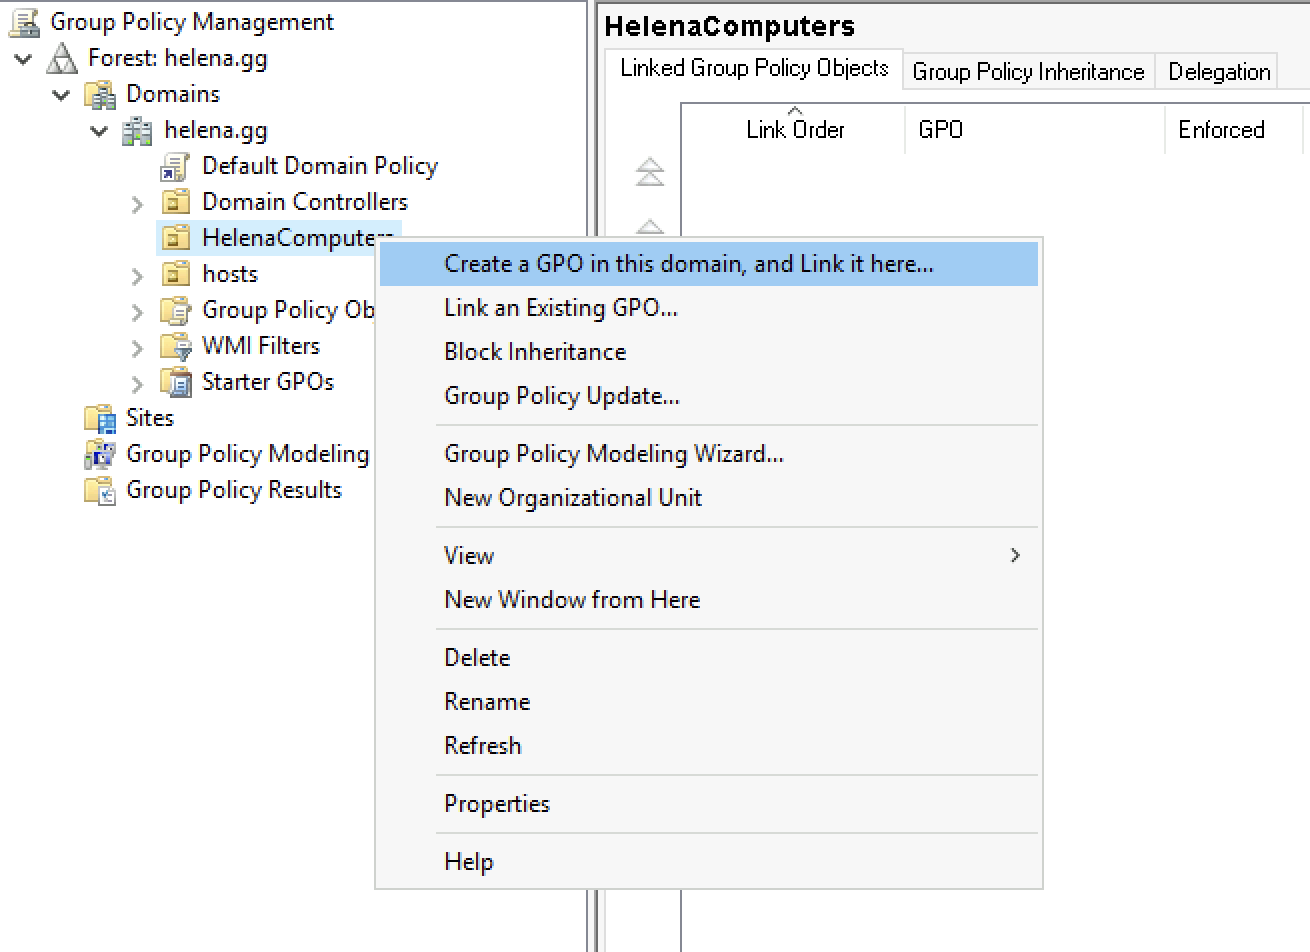 Group Policy Management
Forest: helena.gg
Domains
helena.gg
Default Domain Policy
Domain Controllers
HelenaComputers
hosts
Group Policy Ob
WMI Filters
Starter GPOs
Sites
Group Policy Modeling
Group Policy Results
HelenaComputers
Linked Group Policy Objects Group Policy Inheritance Delegation
Link Order GPO Enforced
Create a GPO in this domain, and Link it here...
Link an Existing GPO...
Block Inheritance
Group Policy Update...
Group Policy Modeling Wizard...
New Organizational Unit
View
New Window from Here
Delete
Rename
Refresh
Properties
Help